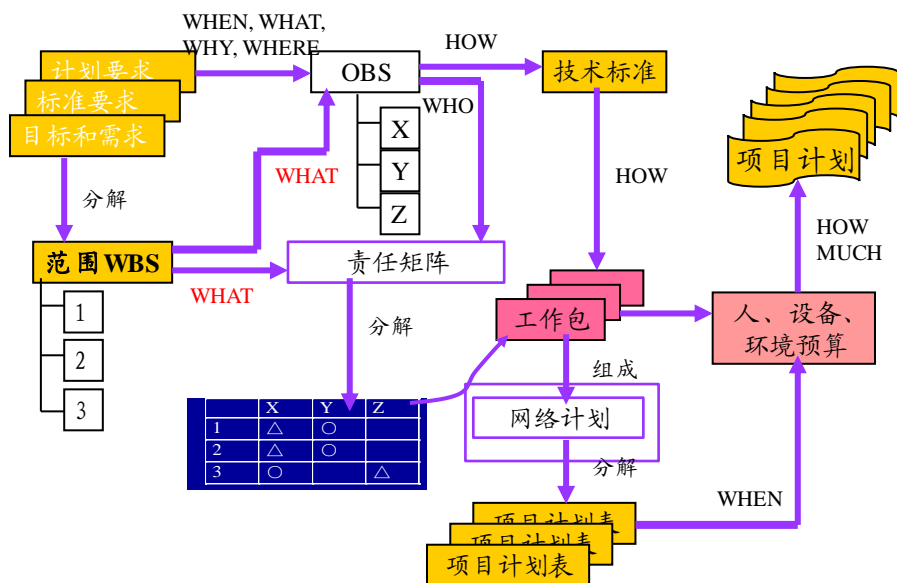 WHEN, WHAT,
WHY, WHERE
计划要求
标准要求
目标和需求
OBS
HOW
技术标准
WHO
X
Y
Z
项目计划
分解
WHAT
HOW
HOW
MUCH
范围WBS
1
2
3
WHAT
责任矩阵
分解
工作包
人、设备、
环境预算
组成
网络计划
X Y Z
1 △ ○
2 △ ○
3 ○ △
分解
WHEN
项目计划表
项目计划表
项目计划表